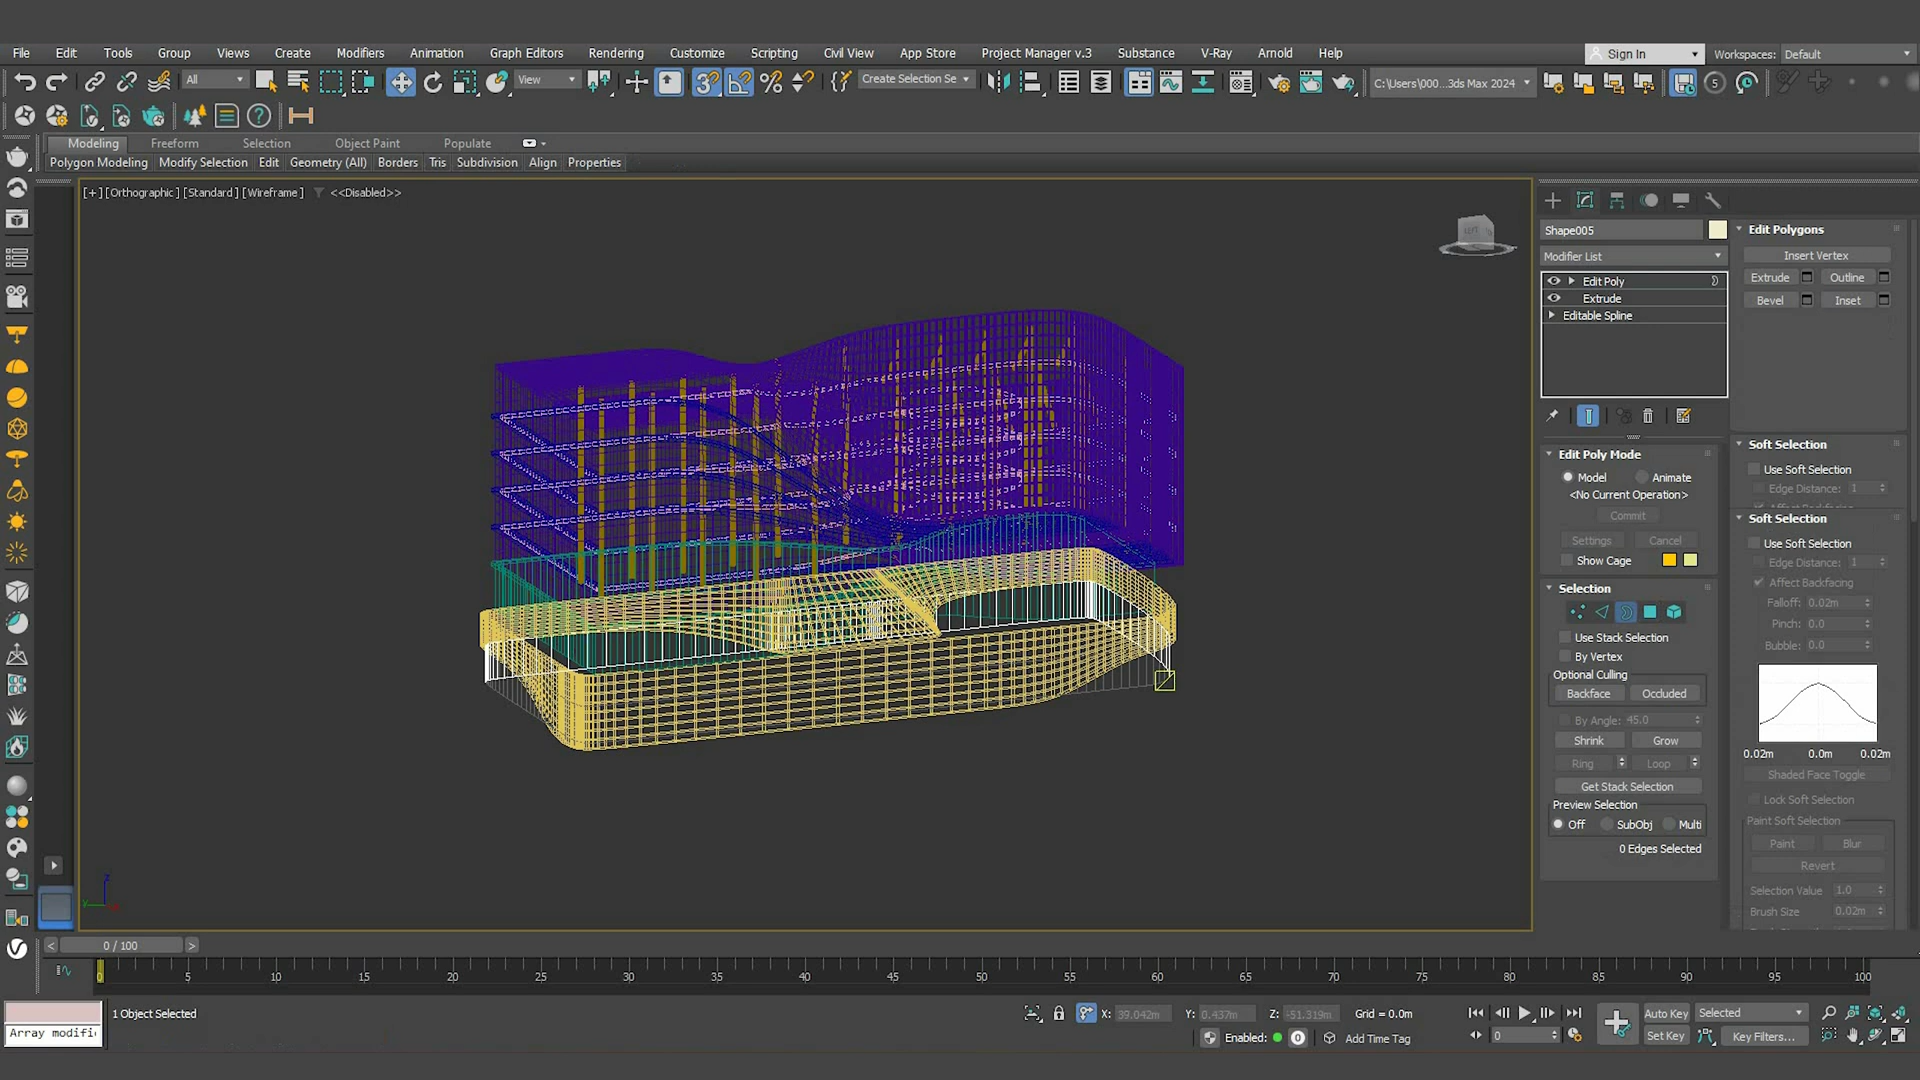 File Edit Tools Group Views Create Modifiers Animation Graph Editors Rendering Customize Scripting Civil View App Store Project Manager v.3 Substance V-Ray Arnold Help Sign In Workspaces: Default
All View Create Selection Se C:\Users\000...3ds Max 2024
Modeling Freeform Selection Object Paint Populate
Polygon Modeling Modify Selection Edit Geometry (All) Borders Tris Subdivision Align Properties
[+] [Orthographic] [Standard] [Wireframe] <<Disabled>>
Shape005
Modifier List
Edit Poly
Extrude
Editable Spline
Edit Poly Mode
Model Animate
<No Current Operation>
Commit
Settings Cancel
Show Cage
Selection
Use Stack Selection
By Vertex
Optional Culling
Backface Occluded
By Angle: 45.0
Shrink Grow
Ring Loop
Get Stack Selection
Preview Selection
Off SubObj Multi
0 Edges Selected
Edit Polygons
Insert Vertex
Extrude Outline
Bevel Inset
Soft Selection
Use Soft Selection
Edge Distance: 1
Soft Selection
Use Soft Selection
Edge Distance: 1
Affect Backfacing
Falloff: 0.02m
Pinch: 0.0
Bubble: 0.0
0.02m 0.0m 0.02m
Shaded Face Toggle
Lock Soft Selection
Paint Soft Selection
Paint Blur
Revert
Selection Value 1.0
Brush Size 0.02m
< 0 / 100 >
0 5 10 15 20 25 30 35 40 45 50 55 60 65 70 75 80 85 90 95 100
1 Object Selected X: 39.042m Y: 0.437m Z: -51.319m Grid = 0.0m Auto Key Selected
Array modifi Enabled: 0 Add Time Tag 0 Set Key Key Filters...